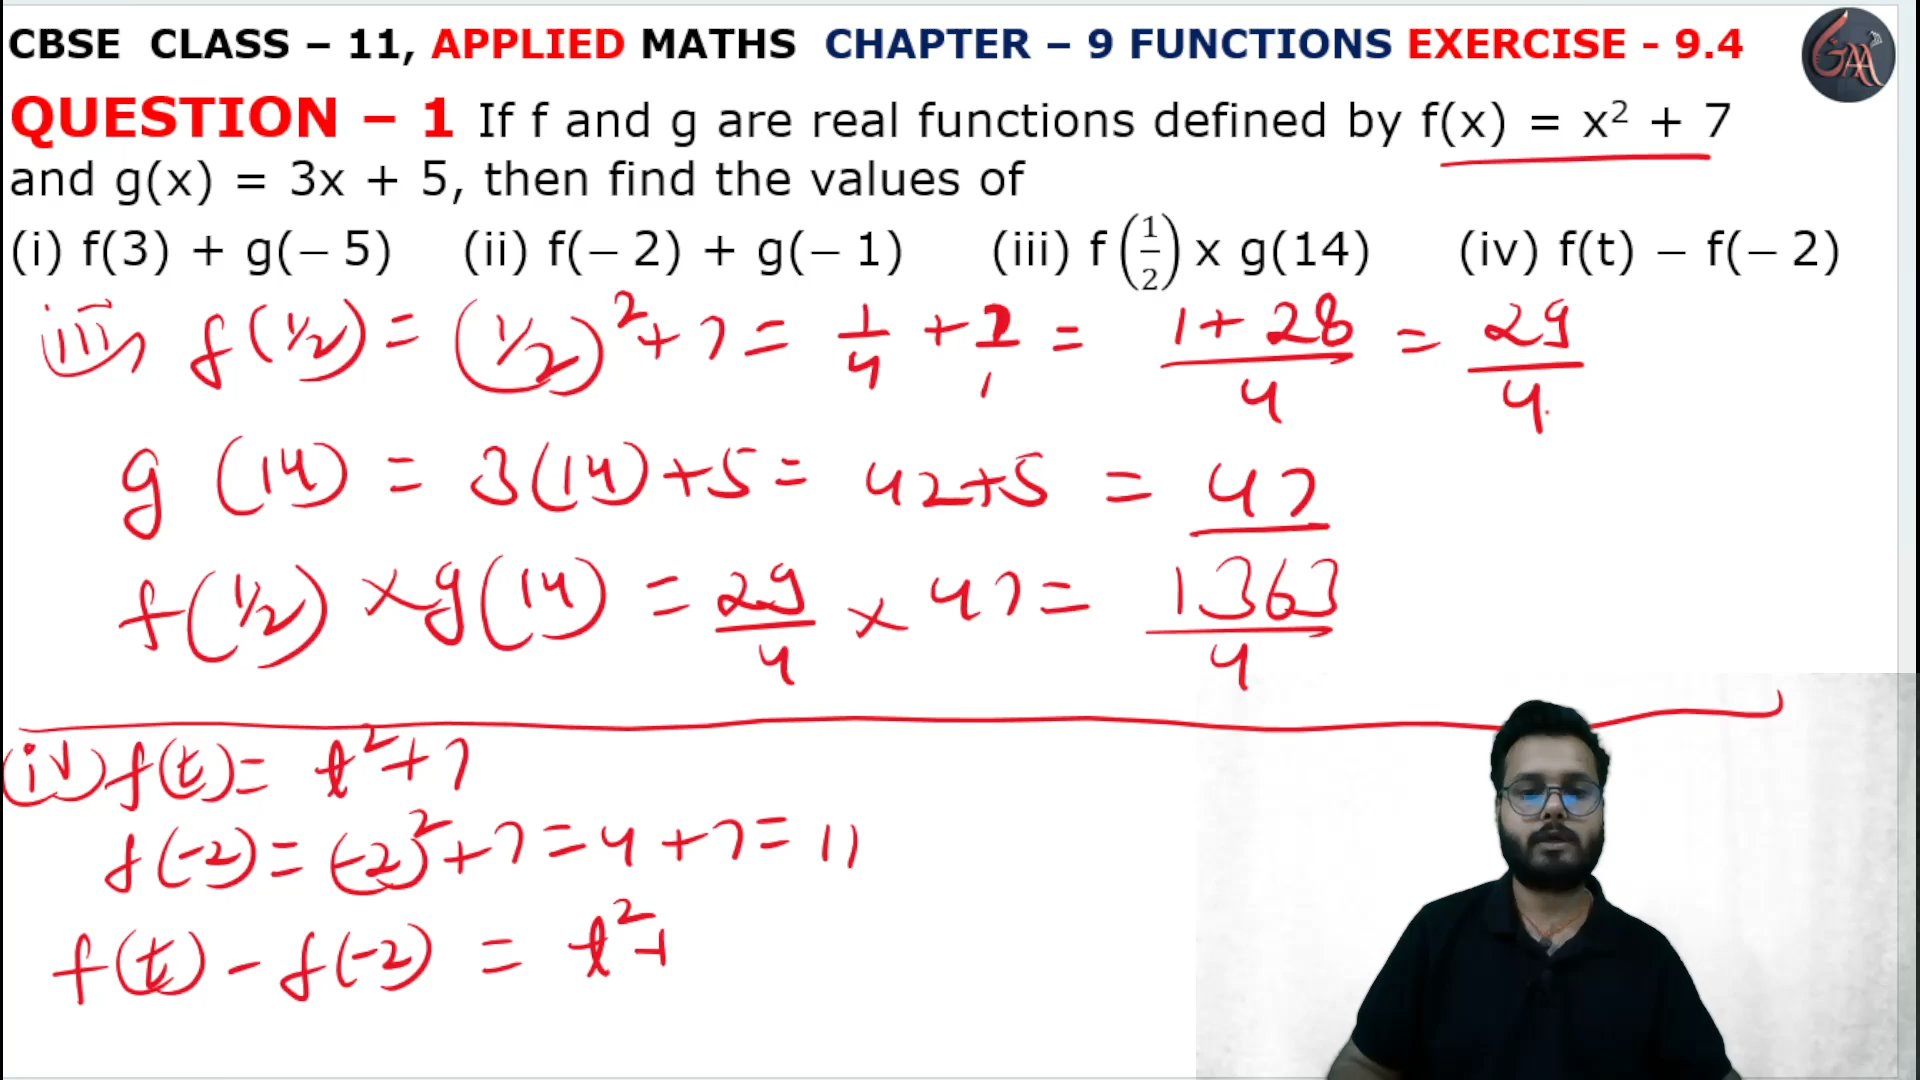 CBSE CLASS – 11, APPLIED MATHS CHAPTER – 9 FUNCTIONS EXERCISE - 9.4
GAA
QUESTION – 1 If f and g are real functions defined by f(x) = x² + 7
and g(x) = 3x + 5, then find the values of
(i) f(3) + g(– 5) (ii) f(– 2) + g(– 1) (iii) f(1/2) x g(14) (iv) f(t) – f(– 2)
iii) f(1/2) = (1/2)² + 7 = 1/4 + 7/1 = 1+28/4 = 29/4
g (14) = 3(14)+5 = 42+5 = 47
f(1/2) × g(14) = 29/4 × 47 = 1363/4
(iv) f(t) = t²+7
f(-2) = (-2)²+7 = 4+7 = 11
f(t) - f(-2) = t²+